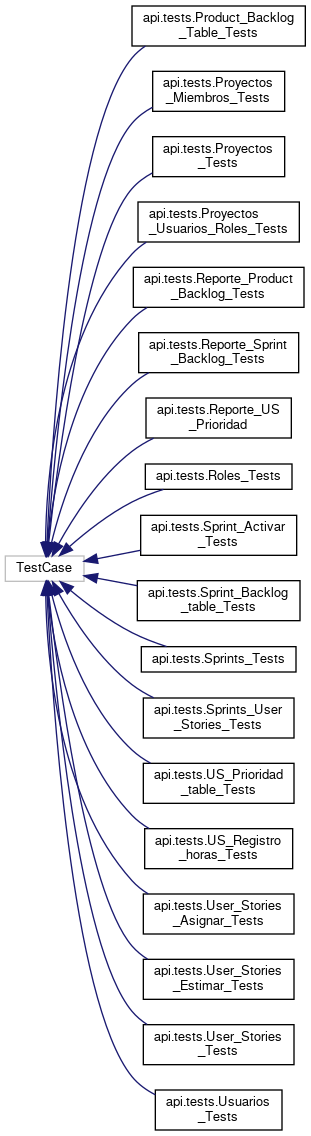 api.tests.Product_Backlog
_Table_Tests
api.tests.Proyectos
_Miembros_Tests
api.tests.Proyectos
_Tests
api.tests.Proyectos
_Usuarios_Roles_Tests
api.tests.Reporte_Product
_Backlog_Tests
api.tests.Reporte_Sprint
_Backlog_Tests
api.tests.Reporte_US
_Prioridad
api.tests.Roles_Tests
api.tests.Sprint_Activar
_Tests
TestCase
api.tests.Sprint_Backlog
_table_Tests
api.tests.Sprints_Tests
api.tests.Sprints_User
_Stories_Tests
api.tests.US_Prioridad
_table_Tests
api.tests.US_Registro
_horas_Tests
api.tests.User_Stories
_Asignar_Tests
api.tests.User_Stories
_Estimar_Tests
api.tests.User_Stories
_Tests
api.tests.Usuarios
_Tests